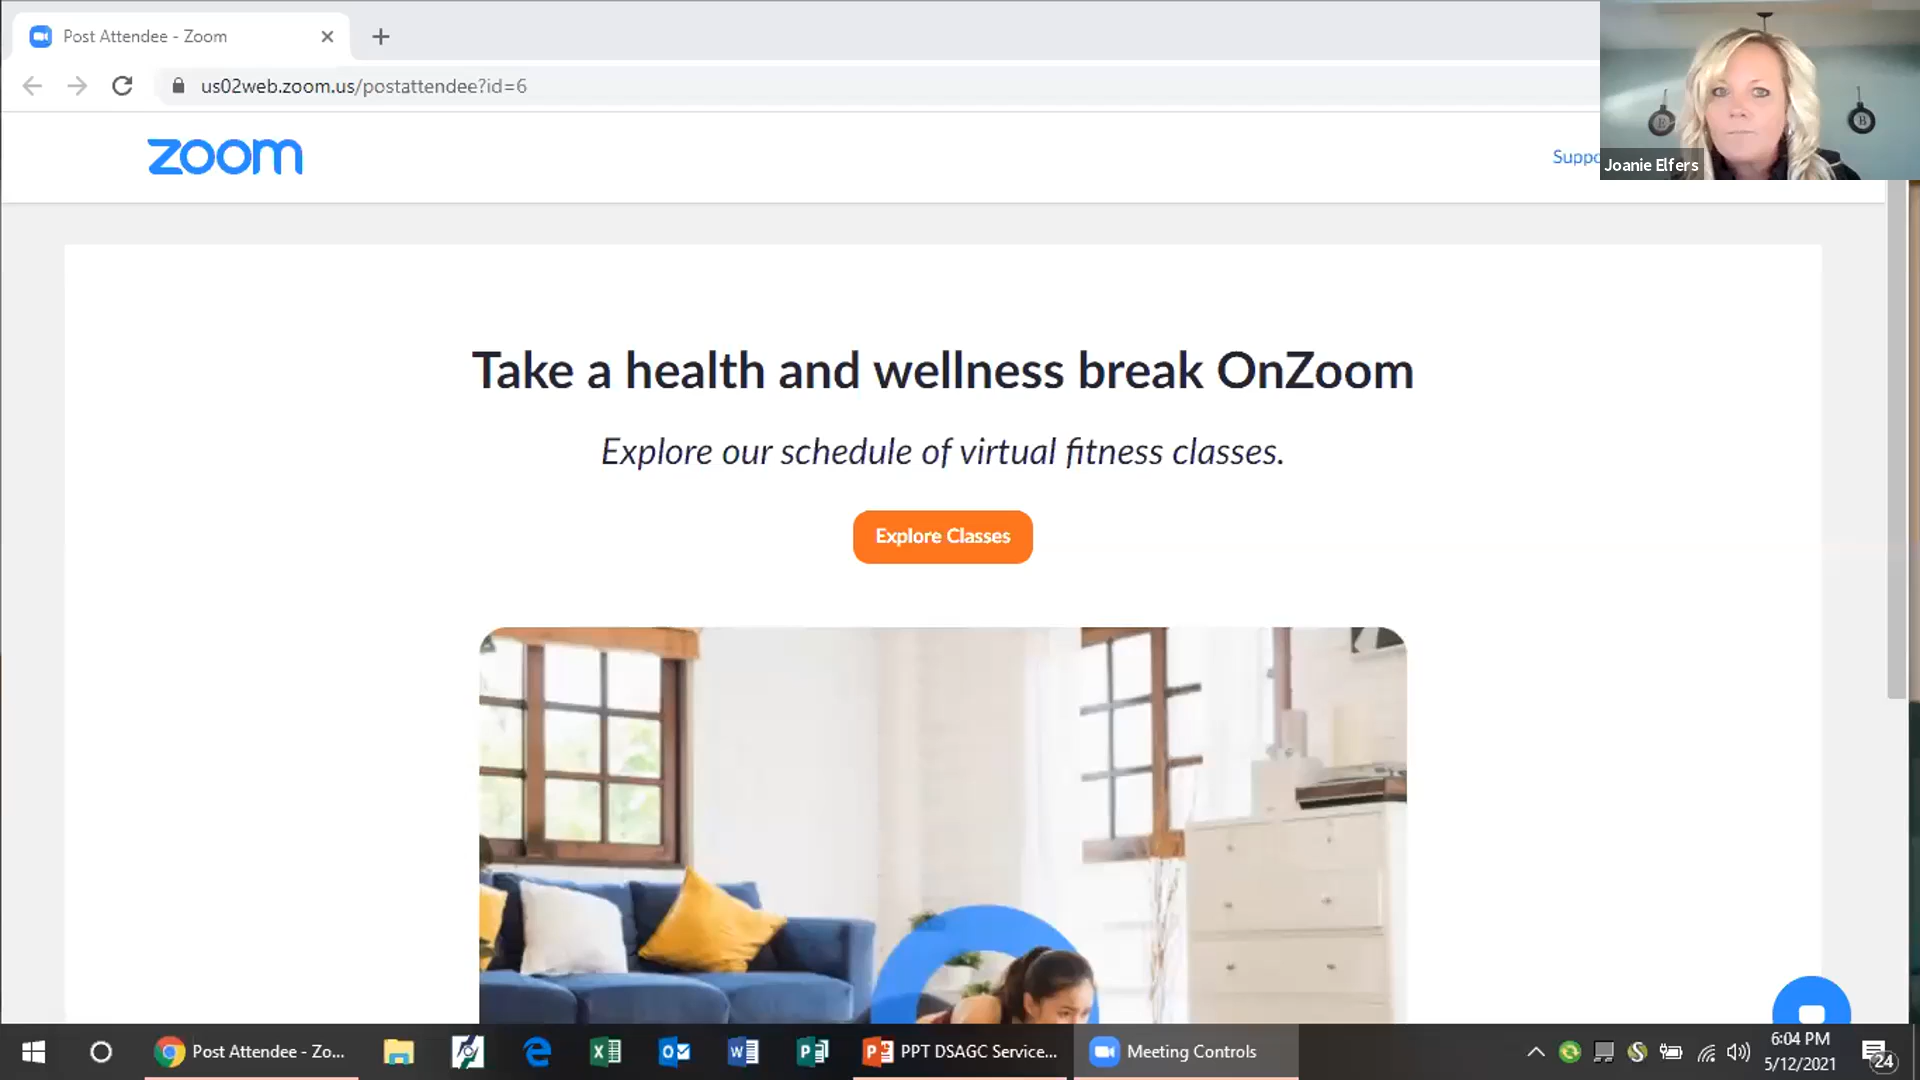 Post Attendee - Zoom
us02web.zoom.us/postattendee?id=6
zoom
Suppo
Joanie Elfers
E
B
Take a health and wellness break OnZoom
Explore our schedule of virtual fitness classes.
Explore Classes
Post Attendee - Zo...
PPT DSAGC Service...
Meeting Controls
6:04 PM
5/12/2021
24